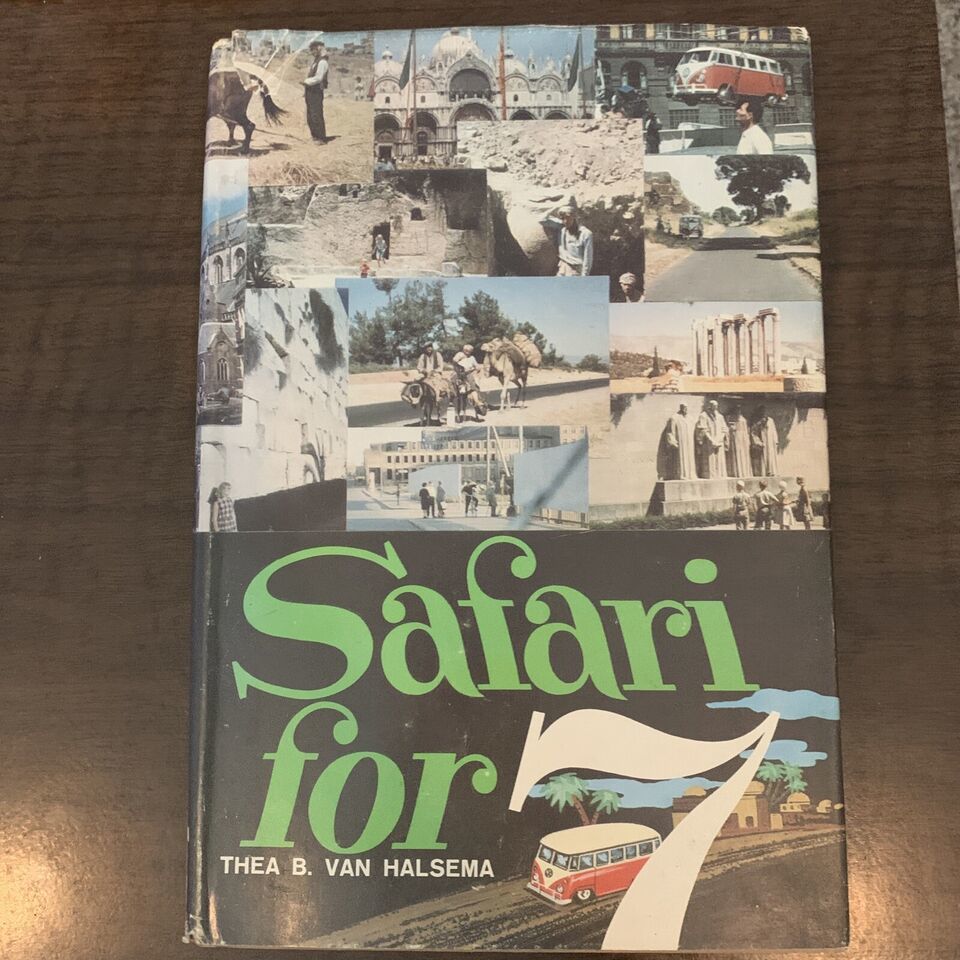 Safari
for 7
THEA B. VAN HALSEMA